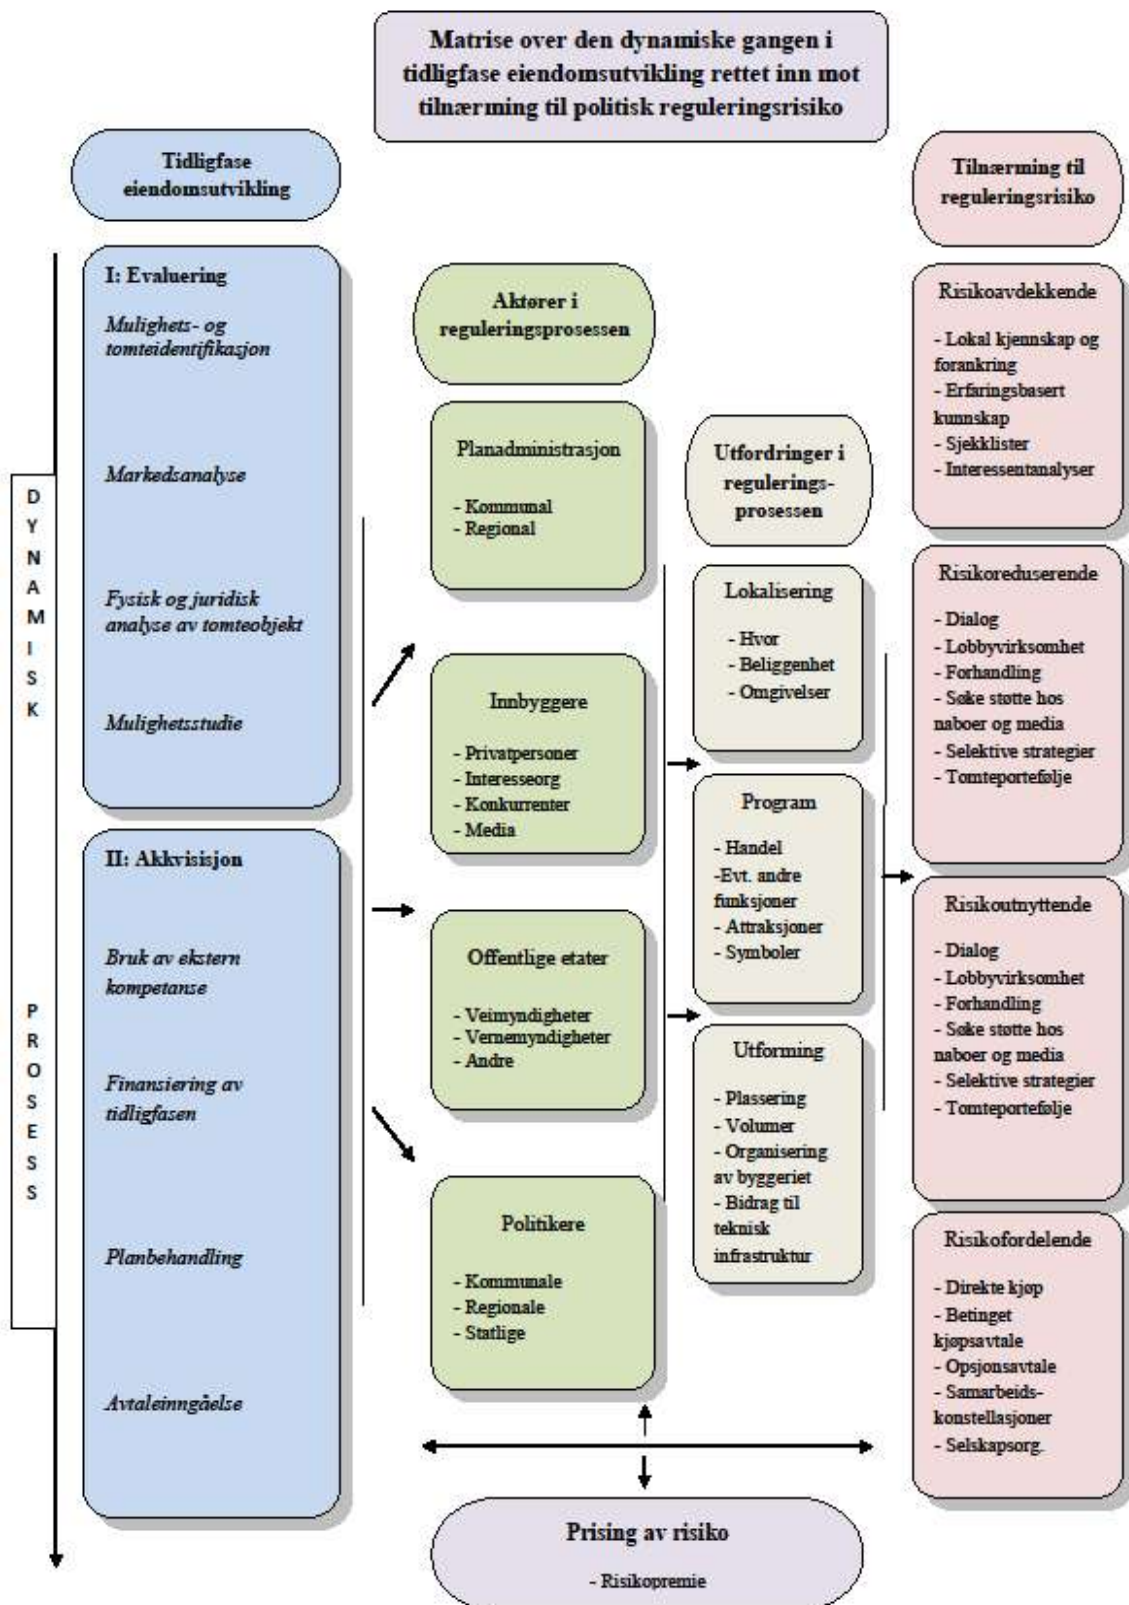 Matrise over den dynamiske gangen i
tidligfase eiendomsutvikling rettet inn mot
tilnærming til politisk reguleringsrisiko
Tidligfase
eiendomsutvikling
I: Evaluering
Mulighets- og
tomteidentifikasjon
Markedsanalyse
Fysisk og juridisk
analyse av tomteobjekt
Mulighetsstudie
II: Akkvisisjon
Bruk av ekstern
kompetanse
Finansiering av
tidligfasen
Planbehandling
Avtaleinngåelse
DYNAMISK
PROSESS
Aktører i
reguleringsprosessen
Planadministrasjon
- Kommunal
- Regional
Innbyggere
- Privatpersoner
- Interesseorg
- Konkurrenter
- Media
Offentlige etater
- Veimyndigheter
- Vernemyndigheter
- Andre
Politikere
- Kommunale
- Regionale
- Statlige
Utfordringer i
regulerings-
prosessen
Lokalisering
- Hvor
- Beliggenhet
- Omgivelser
Program
- Handel
-Evt. andre
funksjoner
- Attraksjoner
- Symboler
Utforming
- Plassering
- Volumer
- Organisering
av byggeriet
- Bidrag til
teknisk
infrastruktur
Tilnærming til
reguleringsrisiko
Risikoavdekkende
- Lokal kjennskap og
forankring
- Erfaringsbasert
kunnskap
- Sjekklister
- Interessentanalyser
Risikoreduserende
- Dialog
- Lobbyvirksomhet
- Forhandling
- Søke støtte hos
naboer og media
- Selektive strategier
- Tomteportefølje
Risikoutnyttende
- Dialog
- Lobbyvirksomhet
- Forhandling
- Søke støtte hos
naboer og media
- Selektive strategier
- Tomteportefølje
Risikofordelende
- Direkte kjøp
- Betinget
kjøpsavtale
- Opsjonsavtale
- Samarbeids-
konstellasjoner
- Selskapsorg.
Prising av risiko
- Risikopremie